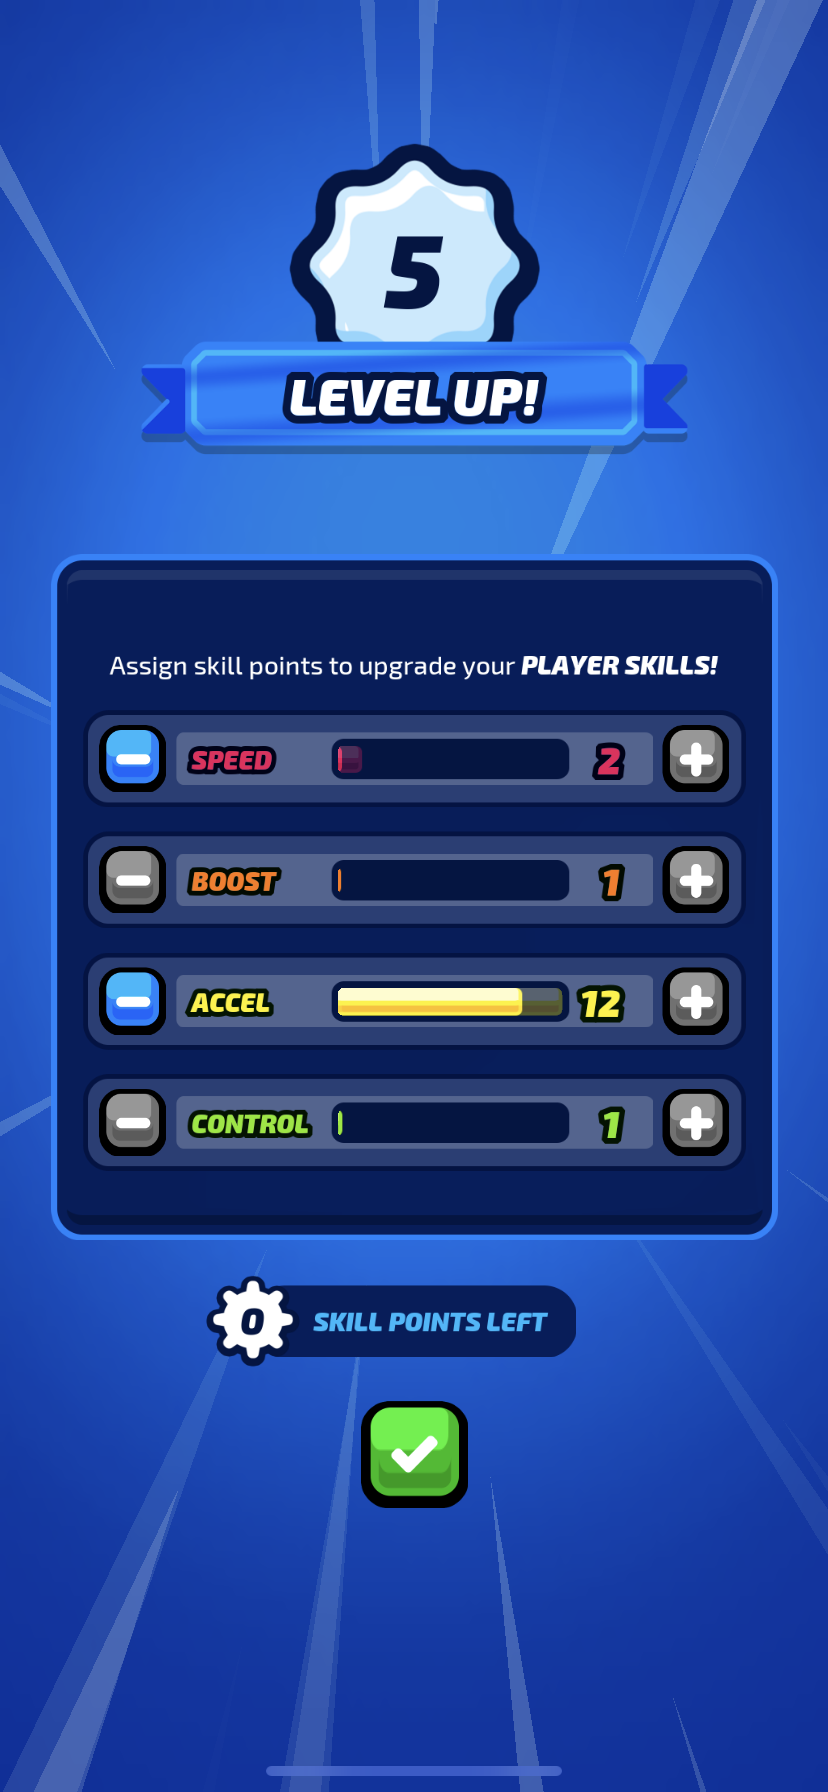 5
LEVEL UP!
Assign skill points to upgrade your PLAYER SKILLS!
SPEED 2
BOOST 1
ACCEL 12
CONTROL 1
0 SKILL POINTS LEFT